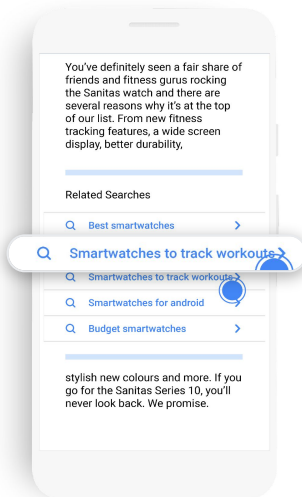 You've definitely seen a fair share of
friends and fitness gurus rocking
the Sanitas watch and there are
several reasons why it's at the top
of our list. From new fitness
tracking features, a wide screen
display, better durability,
Related Searches
Best smartwatches
Smartwatches to track workouts
Smartwatches to track workouts
Smartwatches for android
Budget smartwatches
stylish new colours and more. If you
go for the Sanitas Series 10, you'll
never look back. We promise.